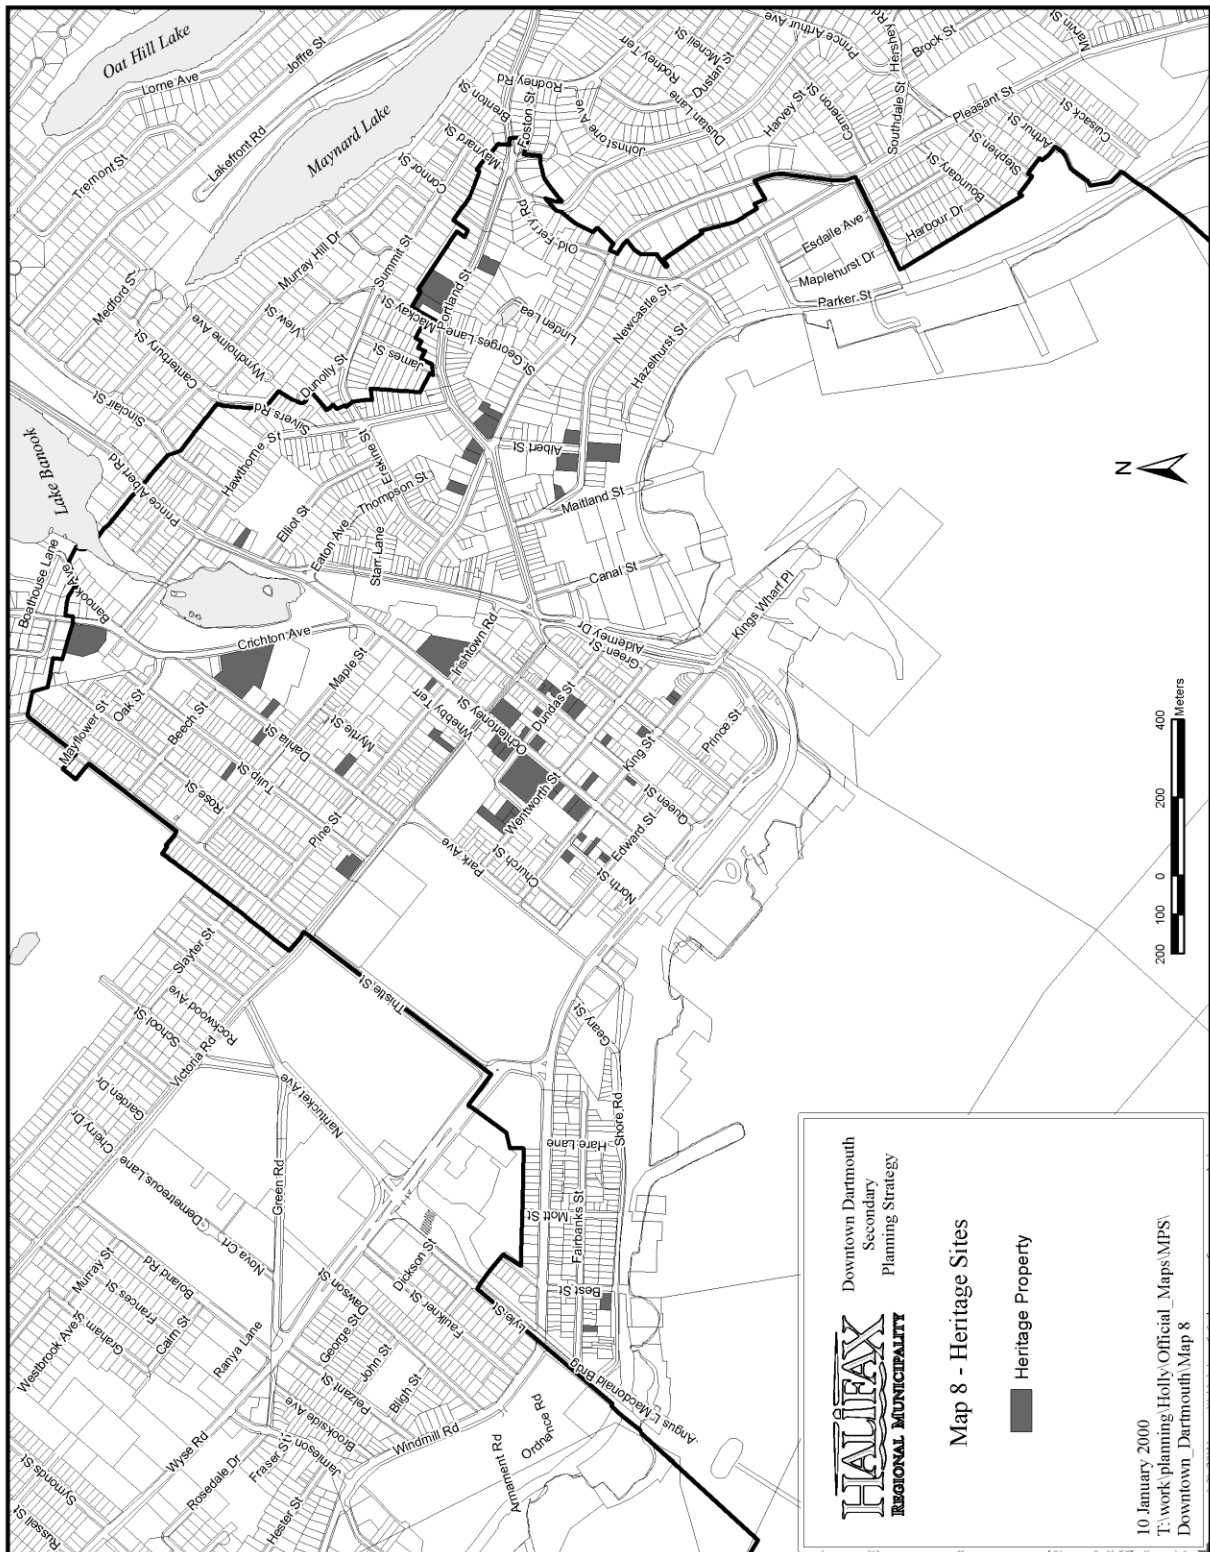 Oat Hill Lake
Lorne Ave
Joffre St
Tremont St
Lakefront Rd
Maynard Lake
Brenton St
Rodney Rd
Foston St
Maynard St
Connor St
Rodney Terr
Mcneil St
Prince Arthur Ave
Hershey Rd
Brock St
Marvin St
Dustan St
Rodney
Johnstone Ave
Dustan Lane
Harvey St
Cameron St
Southdale St
Pleasant St
Cusack St
Arthur St
Stephen St
Boundary St
Harbour Dr
Esdaile Ave
Maplehurst Dr
Parker St
Old Ferry Rd
Newcastle St
Hazelhurst St
Linden Lea
St Georges Lane
Portland St
Mackay St
James St
Summit St
Murray Hill Dr
View St
Wyndholme Ave
Dunolly St
Medford St
Canterbury St
Sinclair St
Silvers Rd
Hawthorne St
Prince Albert Rd
Lake Banook
Erskine St
Thompson St
Elliot St
Eaton Ave
Starr Lane
Albert St
Maitland St
Canal St
Boathouse Lane
Banook Ave
Crichton Ave
Irishtown Rd
Alderney Dr
Green St
Kings Wharf Pl
Mayflower St
Oak St
Beech St
Maple St
Dahlia St
Myrtle St
Whebby Terr
Ochterloney St
Dundas St
Tulip St
Rose St
Pine St
Wentworth St
King St
Queen St
Prince St
Edward St
North St
Church St
Park Ave
Slayter St
Rockwood Ave
School St
Victoria Rd
Thistle St
Geary St
Shore Rd
Hare Lane
Fairbanks St
Mott St
Best St
Garden Dr
Cherry Dr
Nantucket Ave
Green Rd
Demetreous Lane
Nova Crt
Boland Rd
Murray St
Frances St
Graham St
Cairn St
Westbrook Ave
Ranya Lane
Dawson St
Dickson St
Faulkner St
Lyle St
George St
John St
Pelzant St
Bligh St
Brookside Ave
Jamieson St
Fraser St
Windmill Rd
Wyse Rd
Rosedale Dr
Hester St
Symonds St
Russell St
Armament Rd
Ordnance Rd
Angus L Macdonald Brdg
N
200 100 0 200 400
Meters
HALIFAX
REGIONAL MUNICIPALITY
Downtown Dartmouth
Secondary
Planning Strategy
Map 8 - Heritage Sites
Heritage Property
10 January 2000
T:\work\planning\Holly\Official_Maps\MPS\
Downtown_Dartmouth\Map 8